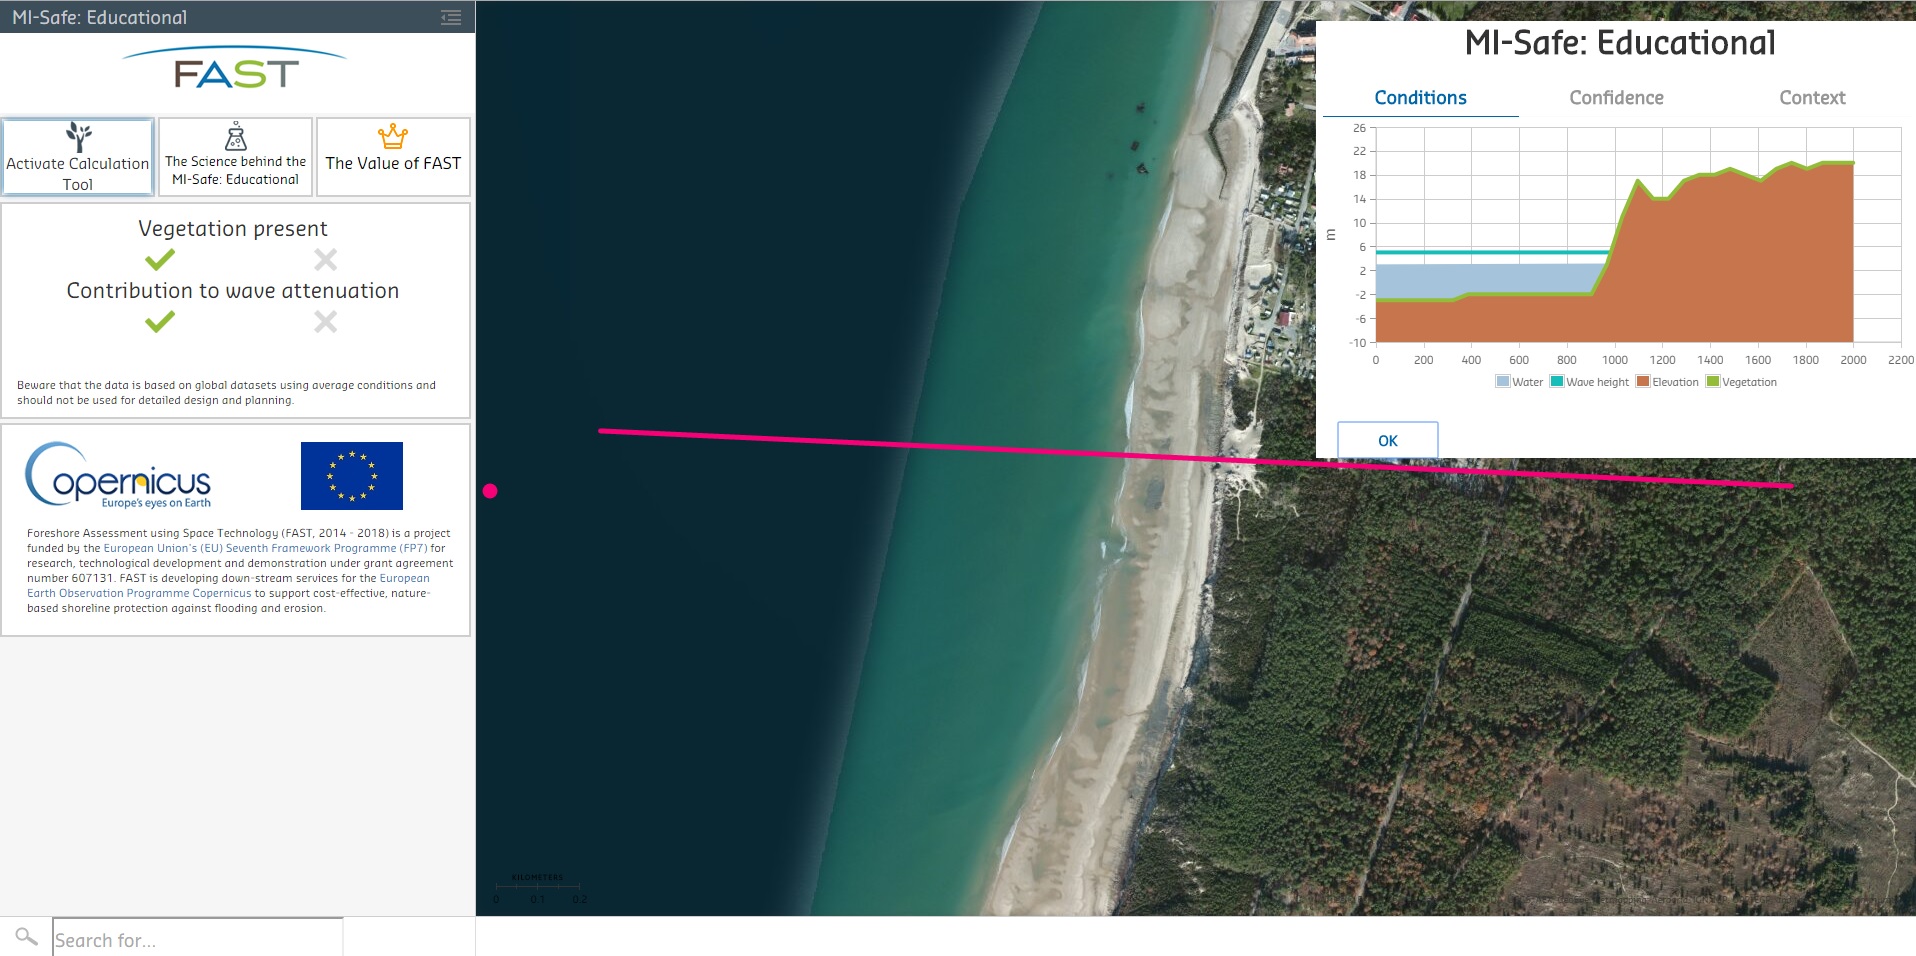 MI-Safe: Educational
FAST
Activate Calculation
Tool
The Science behind the
MI-Safe: Educational
The Value of FAST
Vegetation present
Contribution to wave attenuation
Beware that the data is based on global datasets using average conditions and
should not be used for detailed design and planning.
opernicus
Europe's eyes on Earth
Foreshore Assessment using Space Technology (FAST, 2014 - 2018) is a project
funded by the European Union's (EU) Seventh Framework Programme (FP7) for
research, technological development and demonstration under grant agreement
number 607131. FAST is developing down-stream services for the European
Earth Observation Programme Copernicus to support cost-effective, nature-
based shoreline protection against flooding and erosion.
Search for...
KILOMETERS
0 0.1 0.2
MI-Safe: Educational
Conditions Confidence Context
26
22
18
14
10
6
2
-2
-6
-10
m
0 200 400 600 800 1000 1200 1400 1600 1800 2000 2200
Water Wave height Elevation Vegetation
OK